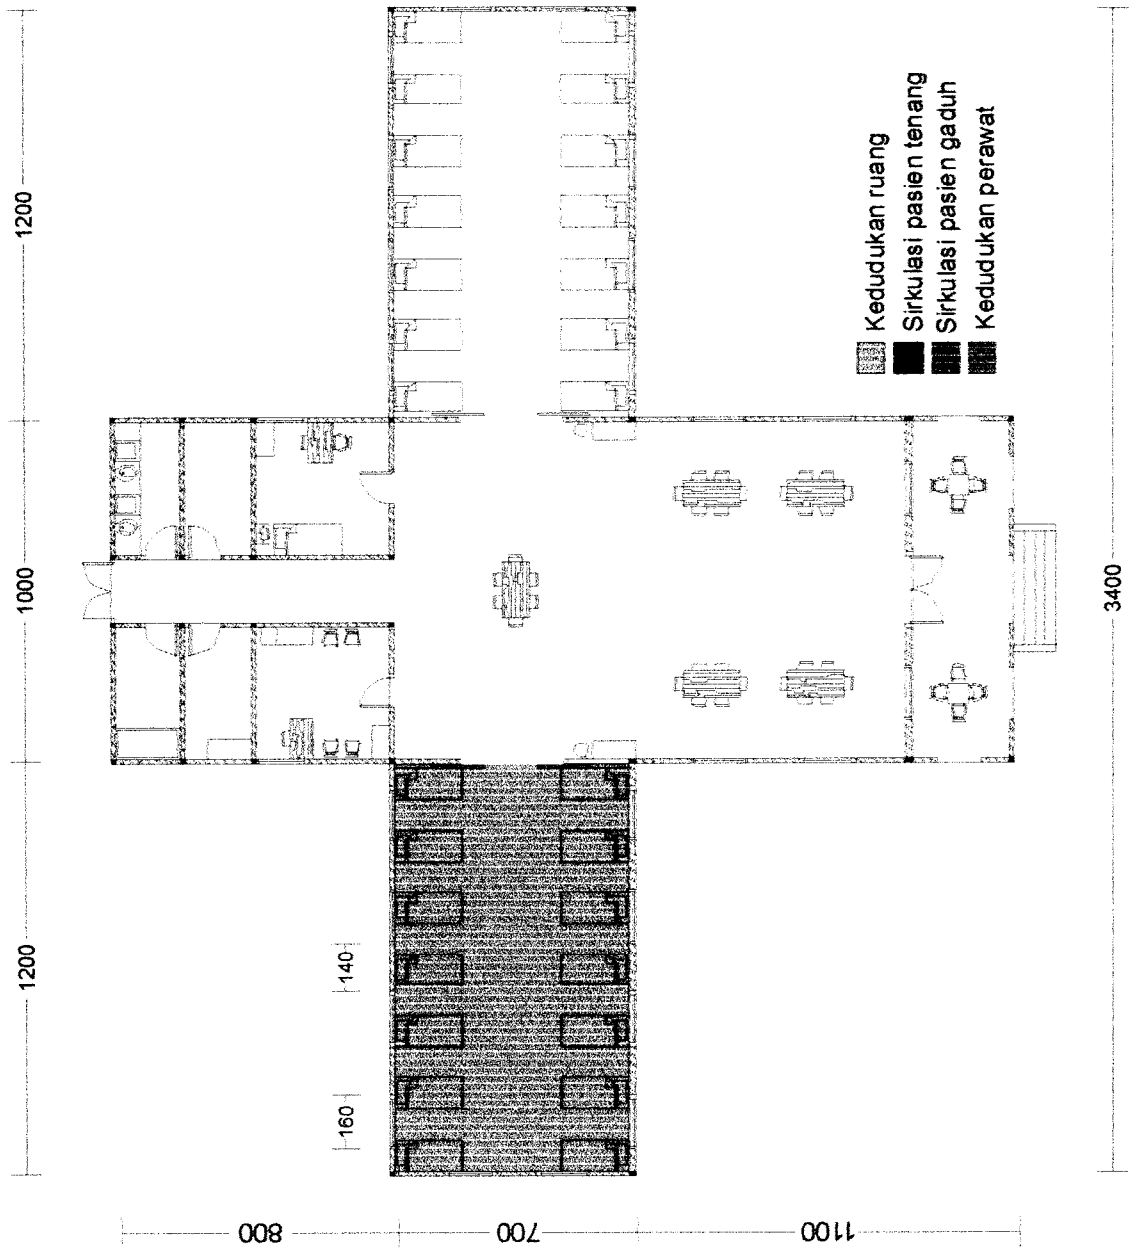 1200
1000
1200
3400
800
700
1100
140
160
Kedudukan ruang
Sirkulasi pasien tenang
Sirkulasi pasien gaduh
Kedudukan perawat